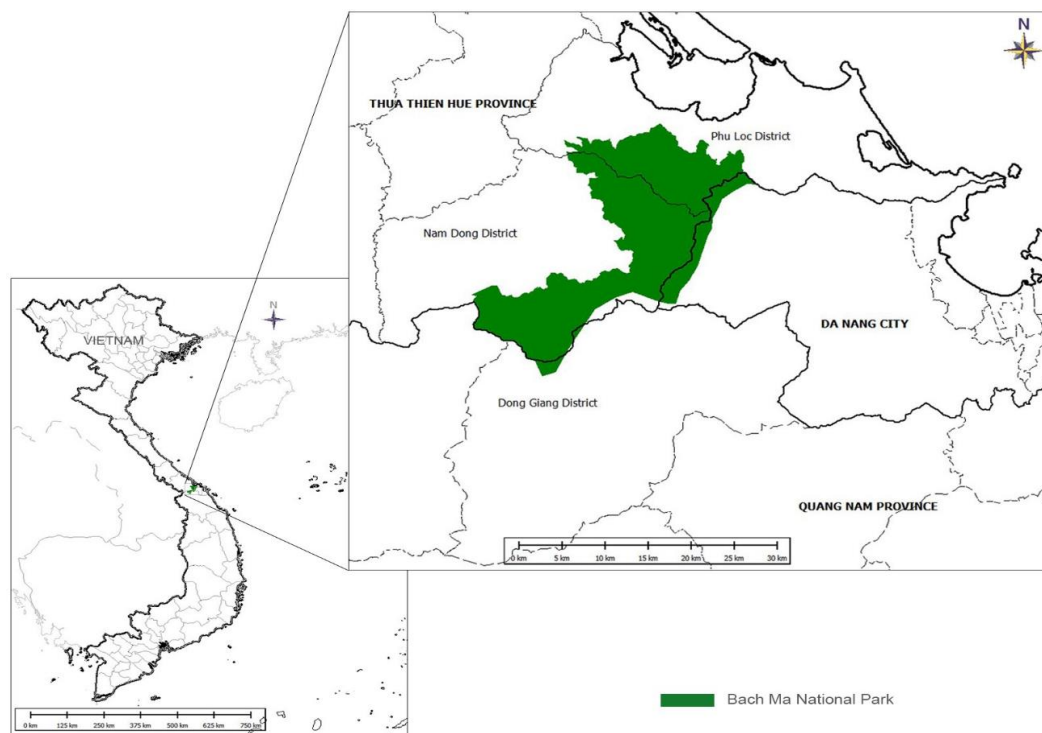 N
THUA THIEN HUE PROVINCE
Phu Loc District
Nam Dong District
DA NANG CITY
Dong Giang District
QUANG NAM PROVINCE
0 km 5 km 10 km 15 km 20 km 25 km 30 km
N
VIETNAM
0 km 125 km 250 km 375 km 500 km 625 km 750 km
Bach Ma National Park